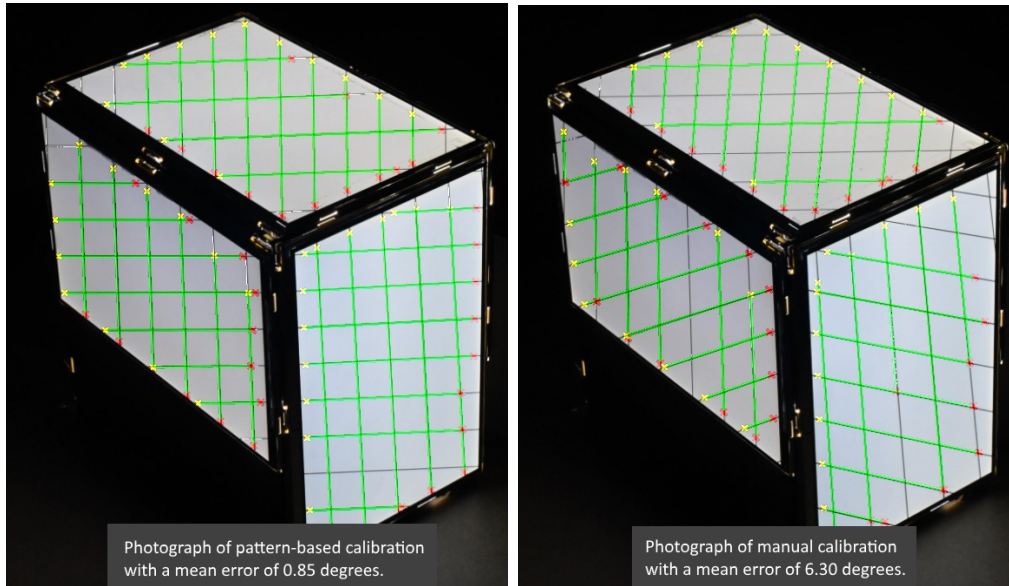 Photograph of pattern-based calibration
with a mean error of 0.85 degrees.
Photograph of manual calibration
with a mean error of 6.30 degrees.